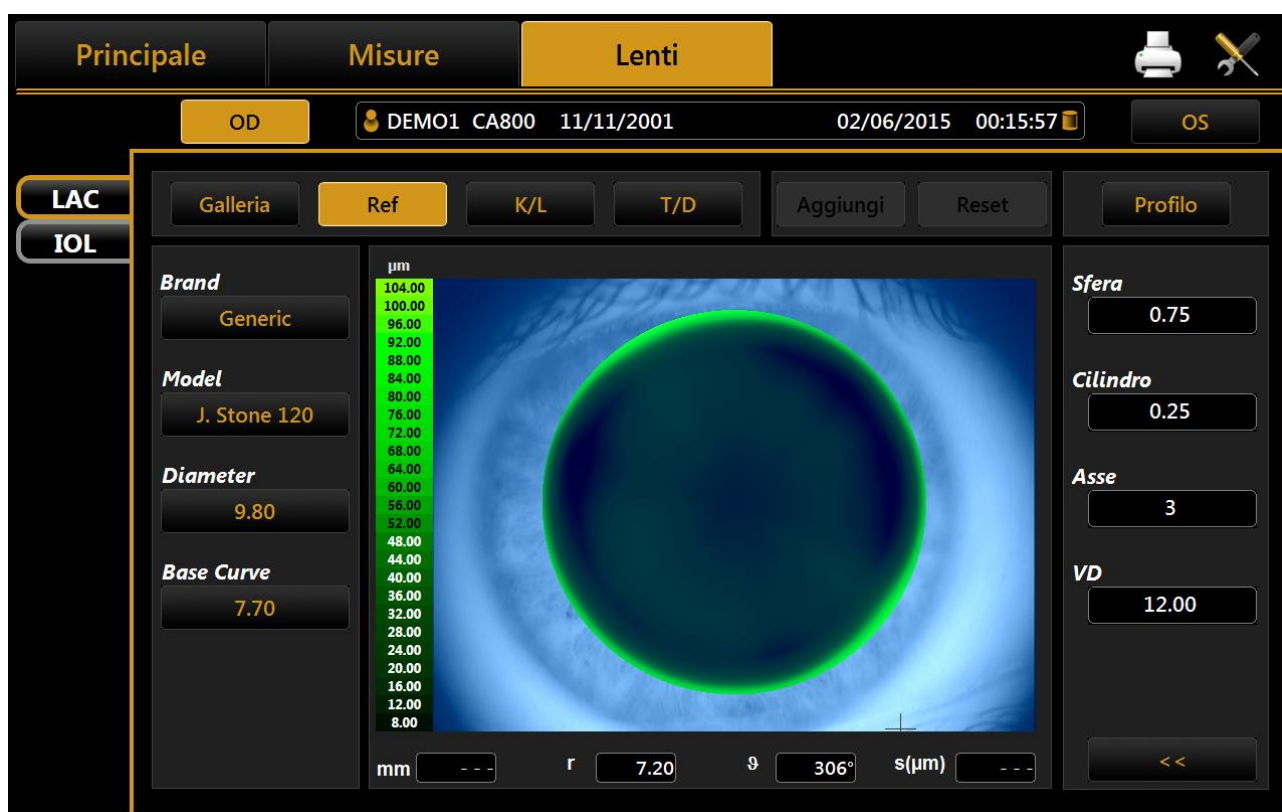 Principale Misure Lenti
OD DEMO1 CA800 11/11/2001 02/06/2015 00:15:57 OS
LAC
IOL
Galleria Ref K/L T/D Aggiungi Reset Profilo
Brand
Generic
Model
J. Stone 120
Diameter
9.80
Base Curve
7.70
µm
104.00
100.00
96.00
92.00
88.00
84.00
80.00
76.00
72.00
68.00
64.00
60.00
56.00
52.00
48.00
44.00
40.00
36.00
32.00
28.00
24.00
20.00
16.00
12.00
8.00
mm --- r 7.20 ϑ 306° s(µm) ---
Sfera
0.75
Cilindro
0.25
Asse
3
VD
12.00
<<